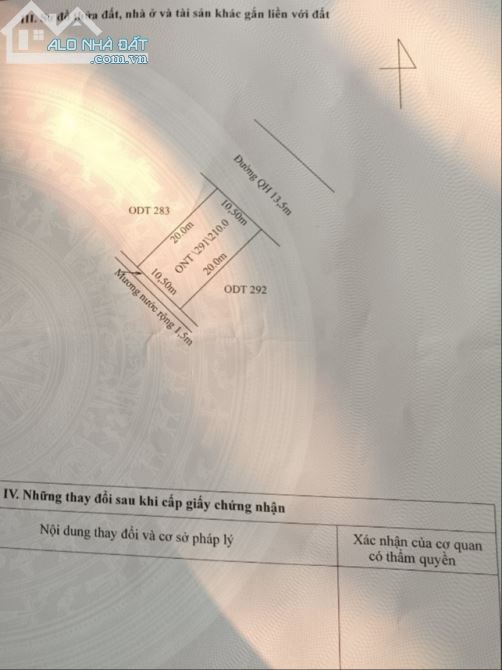 III. Sơ đồ thửa đất, nhà ở và tài sản khác gắn liền với đất
ALO NHÀ ĐẤT
.com.vn
Đường QH 13,5m
ODT 283
10,50m
20.0m
ONT \291\210.0
20.0m
10,50m
ODT 292
Mương nước rộng 1,5m
IV. Những thay đổi sau khi cấp giấy chứng nhận
Nội dung thay đổi và cơ sở pháp lý
Xác nhận của cơ quan
có thẩm quyền